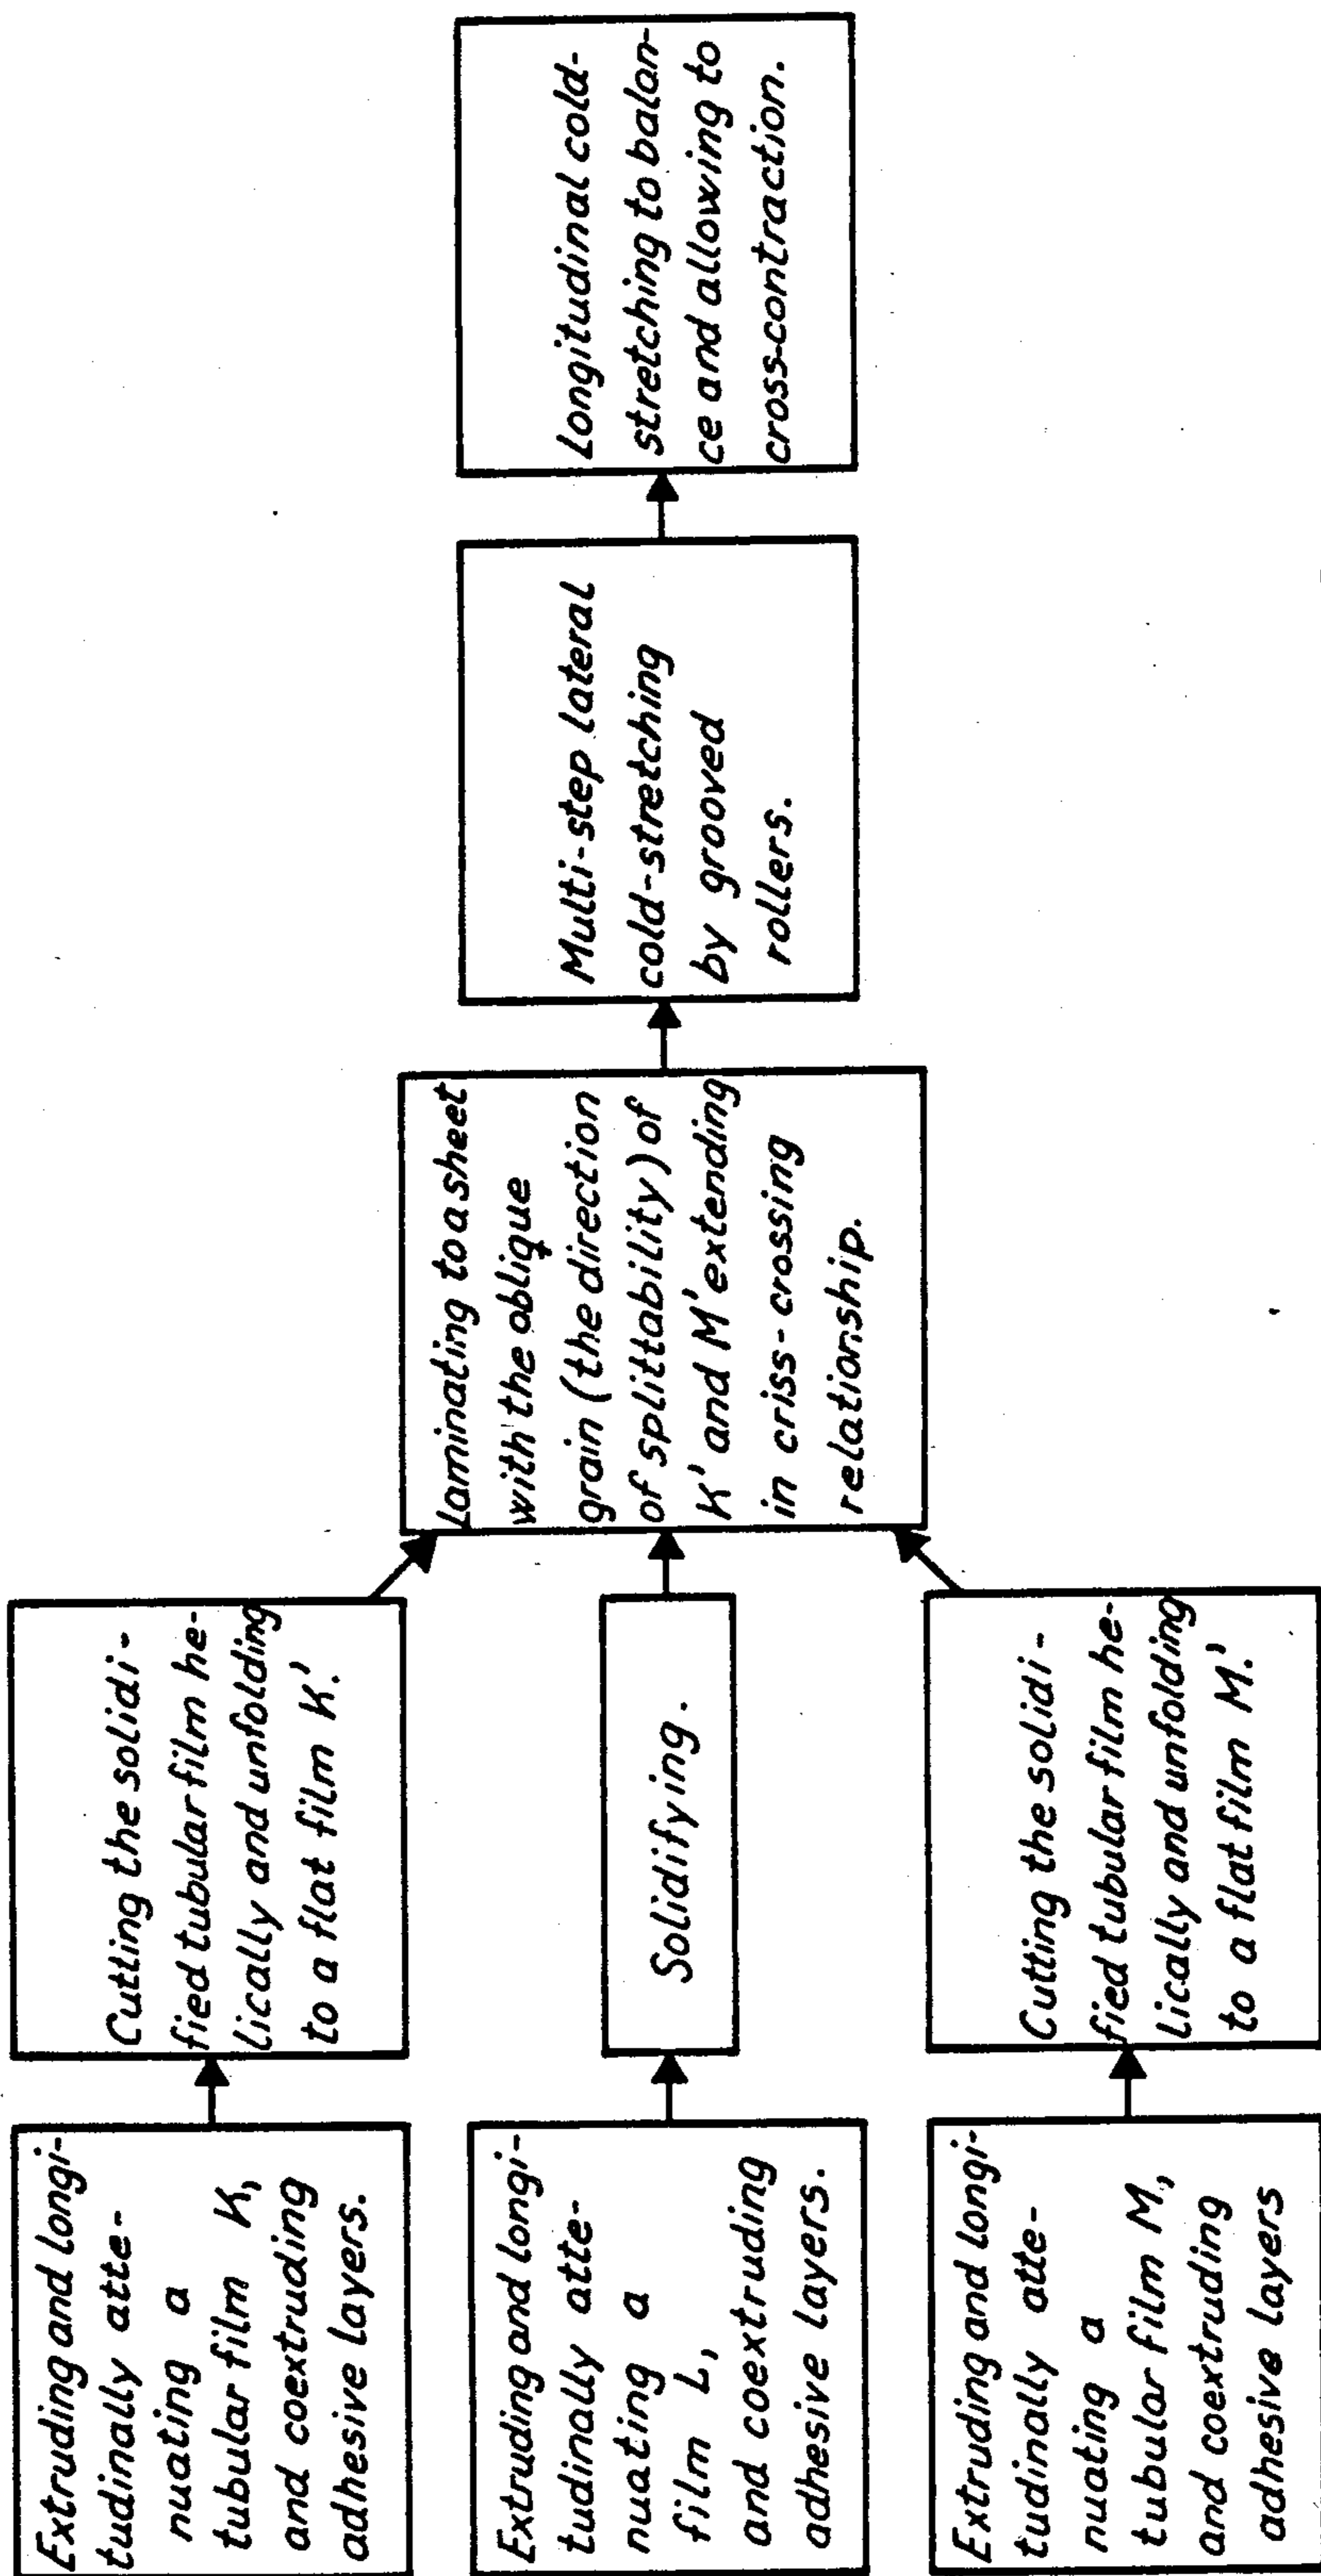 Extruding and longi-
tudinally atte-
nuating a
tubular film K,
and coextruding
adhesive layers.
Cutting the solidi-
fied tubular film he-
lically and unfolding
to a flat film K'.
Extruding and longi-
tudinally atte-
nuating a
film L,
and coextruding
adhesive layers.
Solidifying.
Extruding and longi-
tudinally atte-
nuating a
tubular film M,
and coextruding
adhesive layers
Cutting the solidi-
fied tubular film he-
lically and unfolding
to a flat film M'.
Laminating to a sheet
with the oblique
grain (the direction
of splittability) of
K' and M' extending
in criss-crossing
relationship.
Multi-step lateral
cold-stretching
by grooved
rollers.
Longitudinal cold-
stretching to balan-
ce and allowing to
cross-contraction.